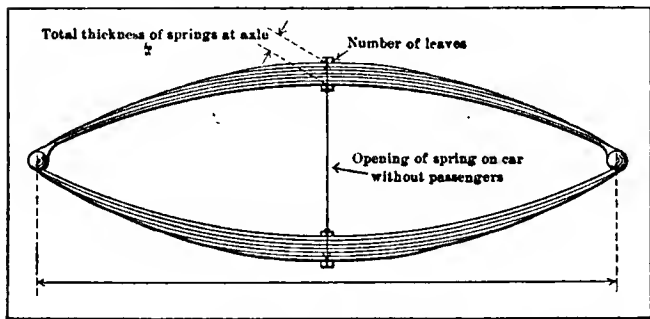 Total thickness of springs at axle
Number of leaves
Opening of spring on car
without passengers